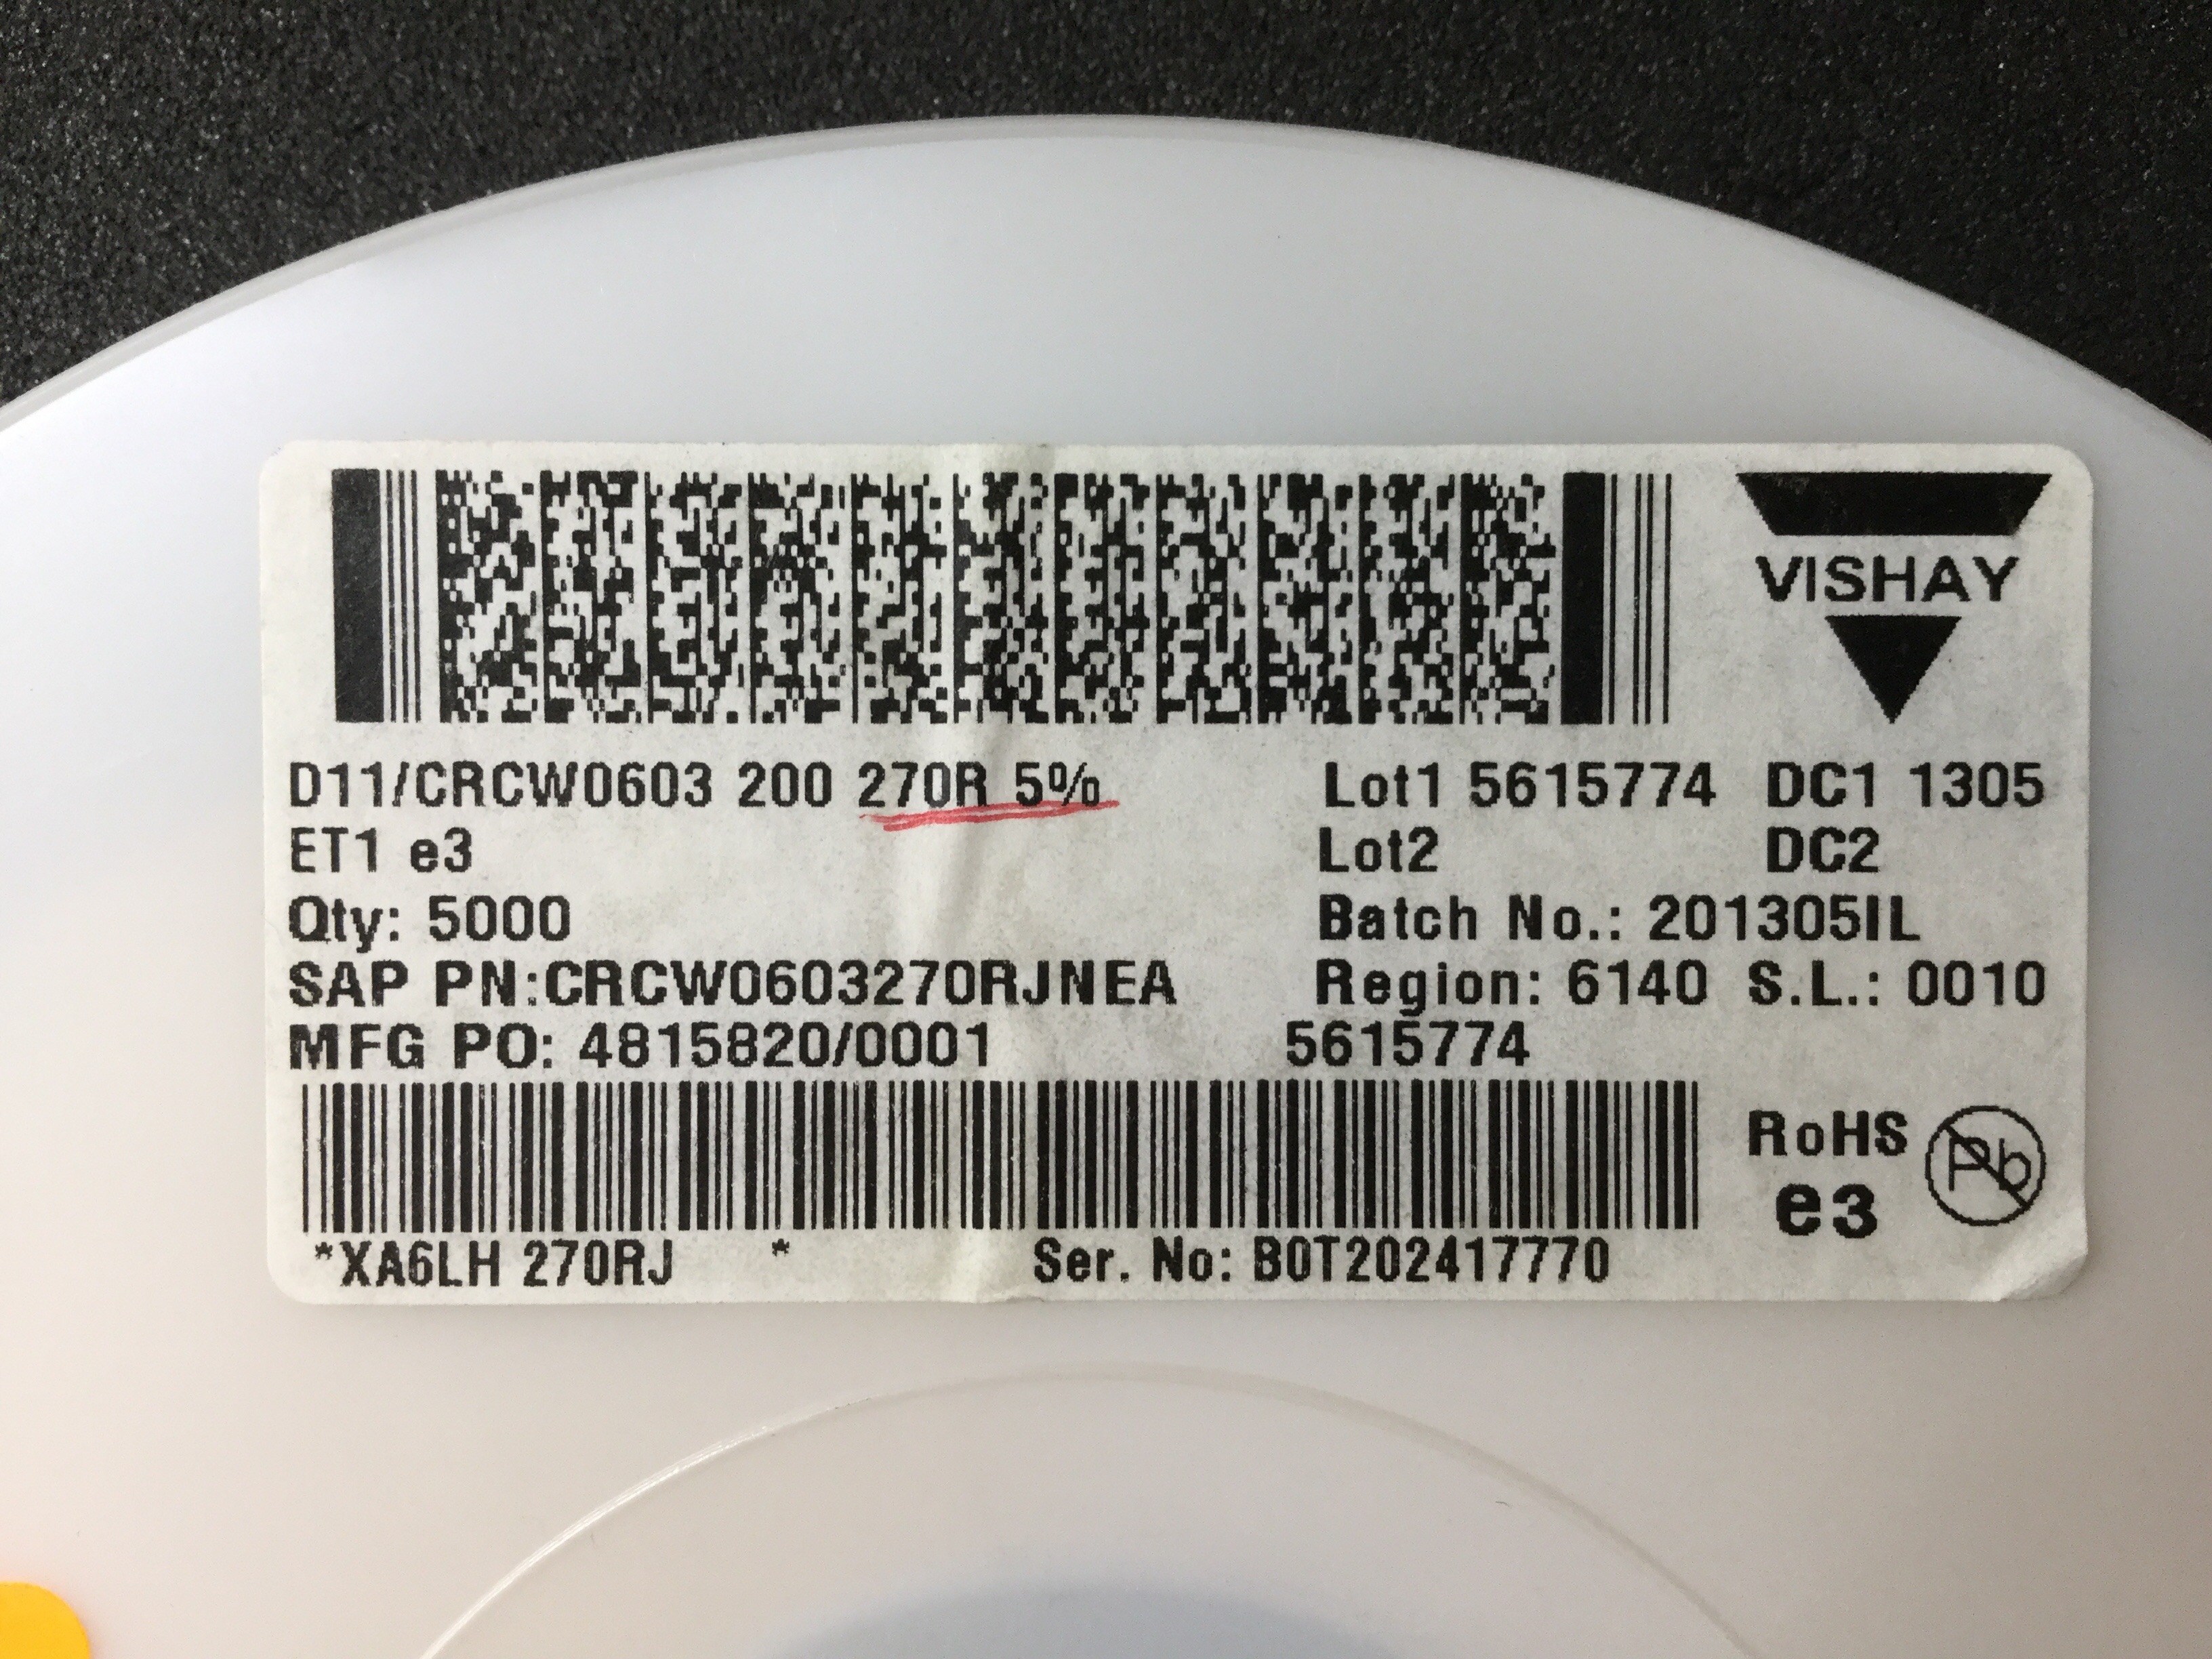 VISHAY
D11/CRCW0603 200 270R 5% Lot1 5615774 DC1 1305
ET1 e3 Lot2 DC2
Qty: 5000 Batch No.: 201305IL
SAP PN:CRCW0603270RJNEA Region: 6140 S.L.: 0010
MFG PO: 4815820/0001 5615774
RoHS Pb
e3
*XA6LH 270RJ * Ser. No: B0T202417770